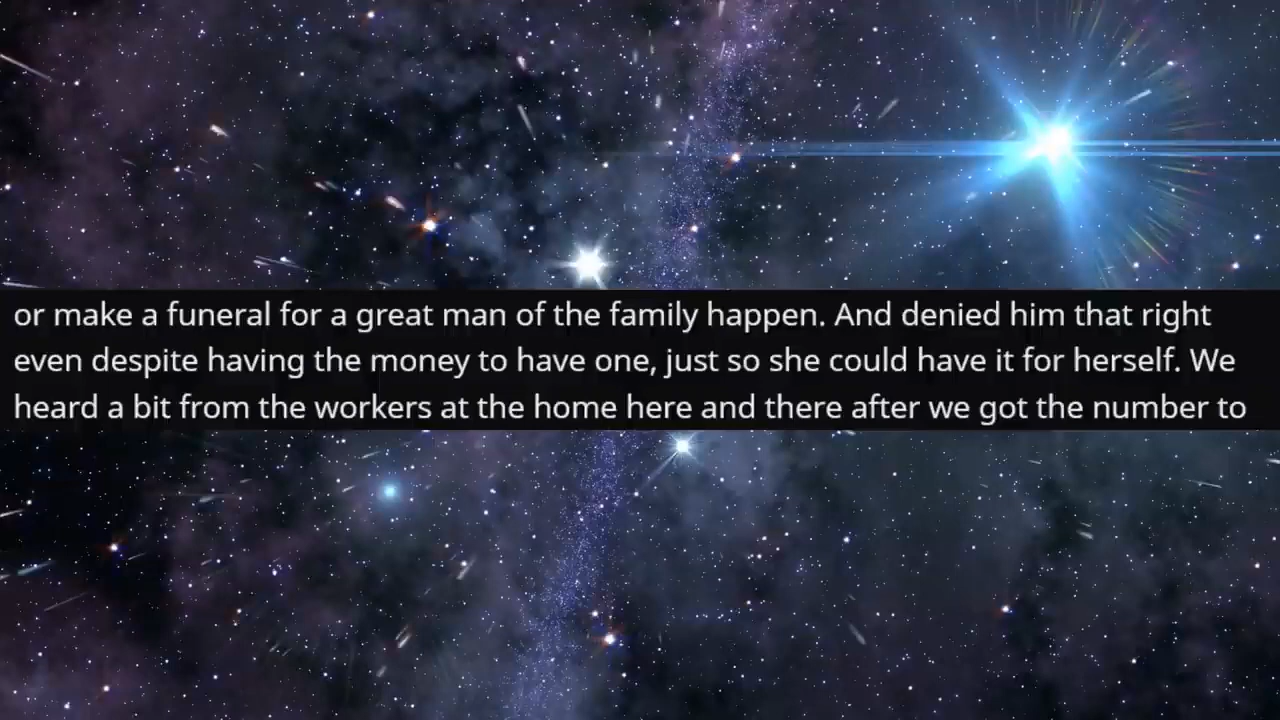 or make a funeral for a great man of the family happen. And denied him that right
even despite having the money to have one, just so she could have it for herself. We
heard a bit from the workers at the home here and there after we got the number to